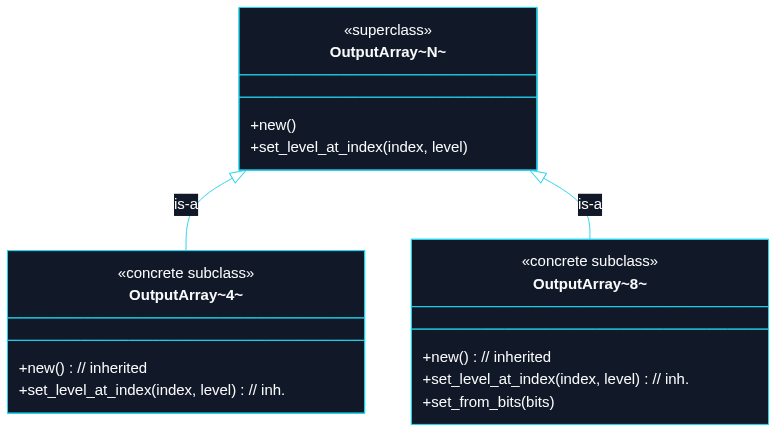 «superclass»
OutputArray~N~
+new()
+set_level_at_index(index, level)
is-a
is-a
«concrete subclass»
OutputArray~4~
+new() : // inherited
+set_level_at_index(index, level) : // inh.
«concrete subclass»
OutputArray~8~
+new() : // inherited
+set_level_at_index(index, level) : // inh.
+set_from_bits(bits)